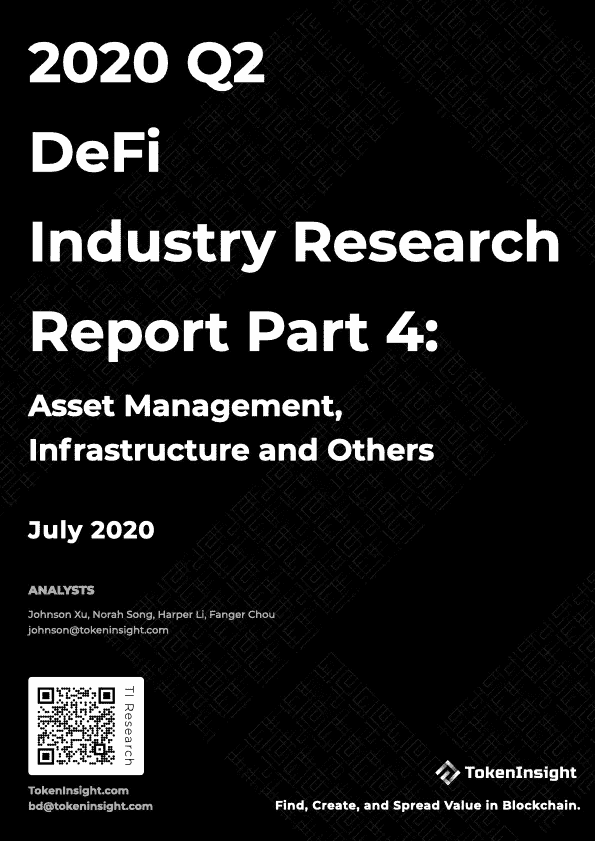 2020 Q2
DeFi
Industry Research
Report Part 4:
Asset Management,
Infrastructure and Others
July 2020
ANALYSTS
Johnson Xu, Norah Song, Harper Li, Fanger Chou
johnson@tokeninsight.com
TI Research
TokenInsight.com
bd@tokeninsight.com
TokenInsight
Find, Create, and Spread Value in Blockchain.